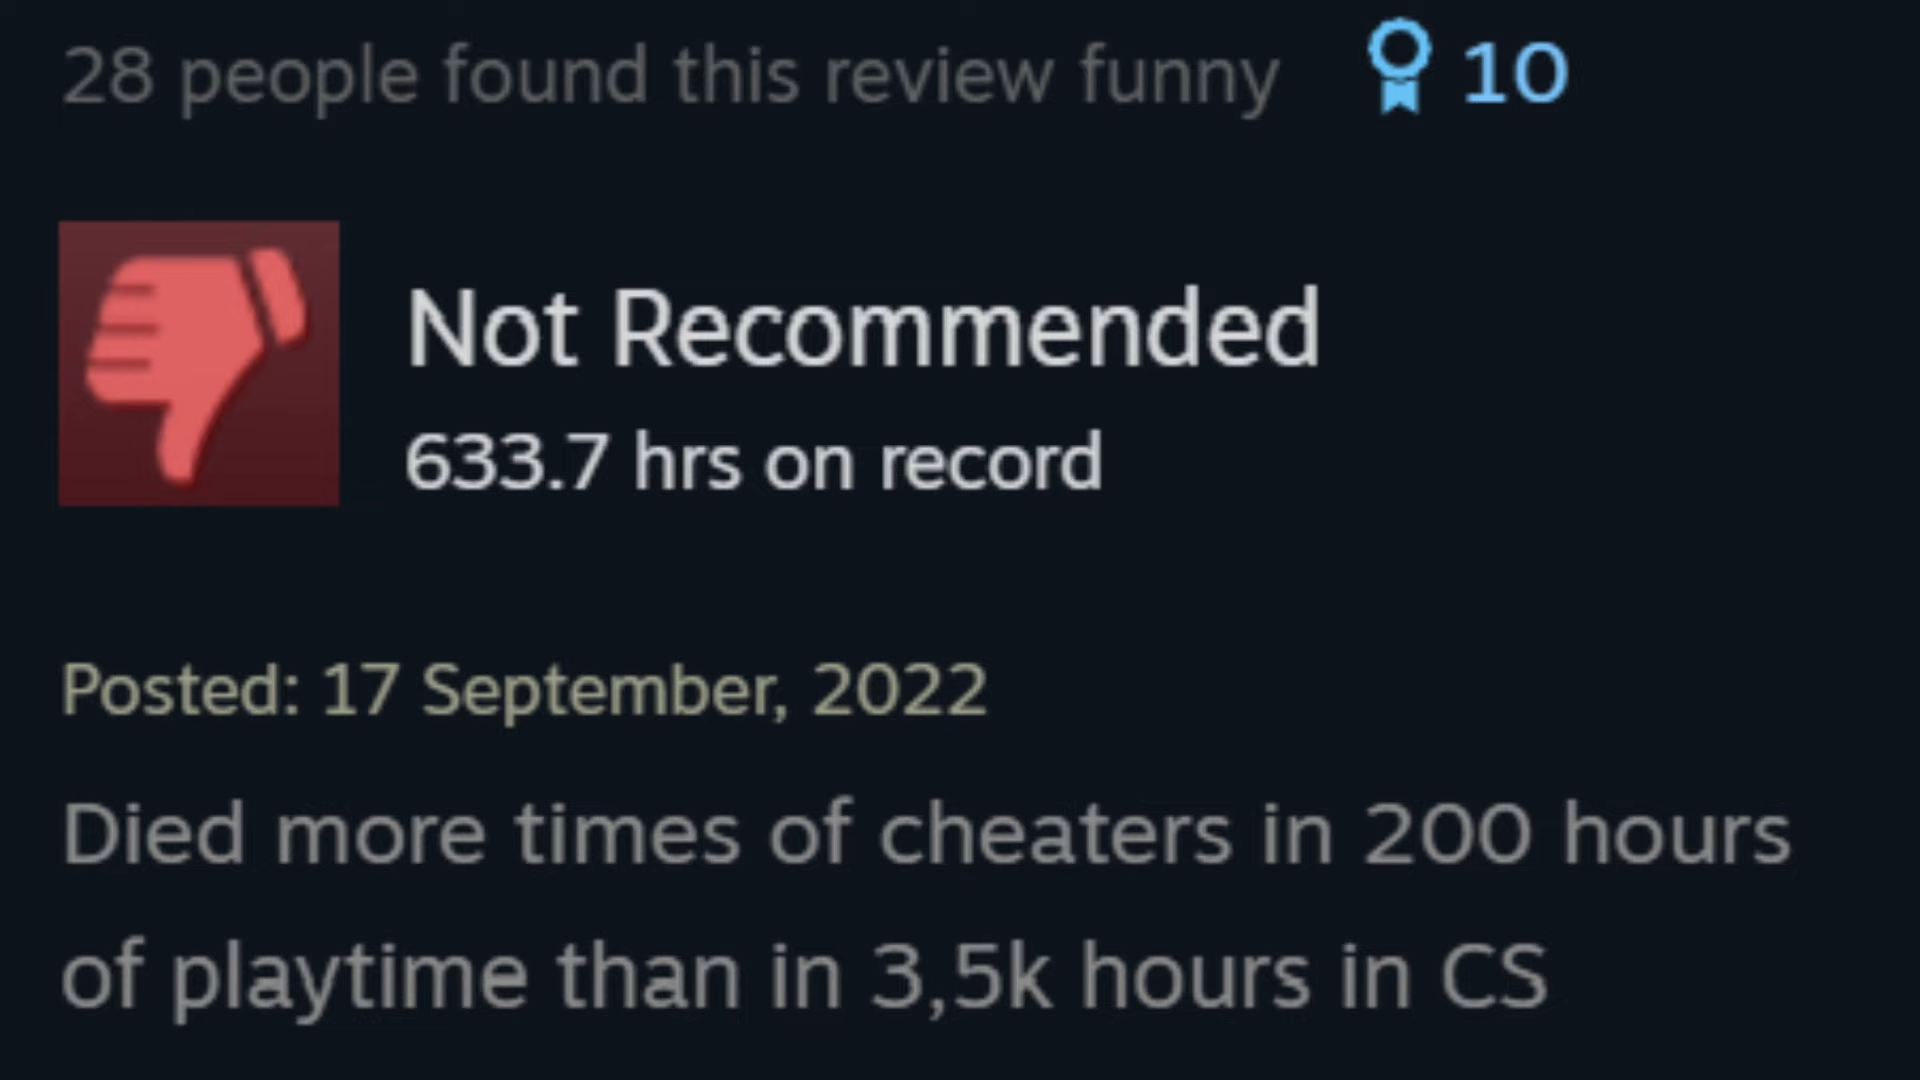 28 people found this review funny 10
Not Recommended
633.7 hrs on record
Posted: 17 September, 2022
Died more times of cheaters in 200 hours
of playtime than in 3,5k hours in CS